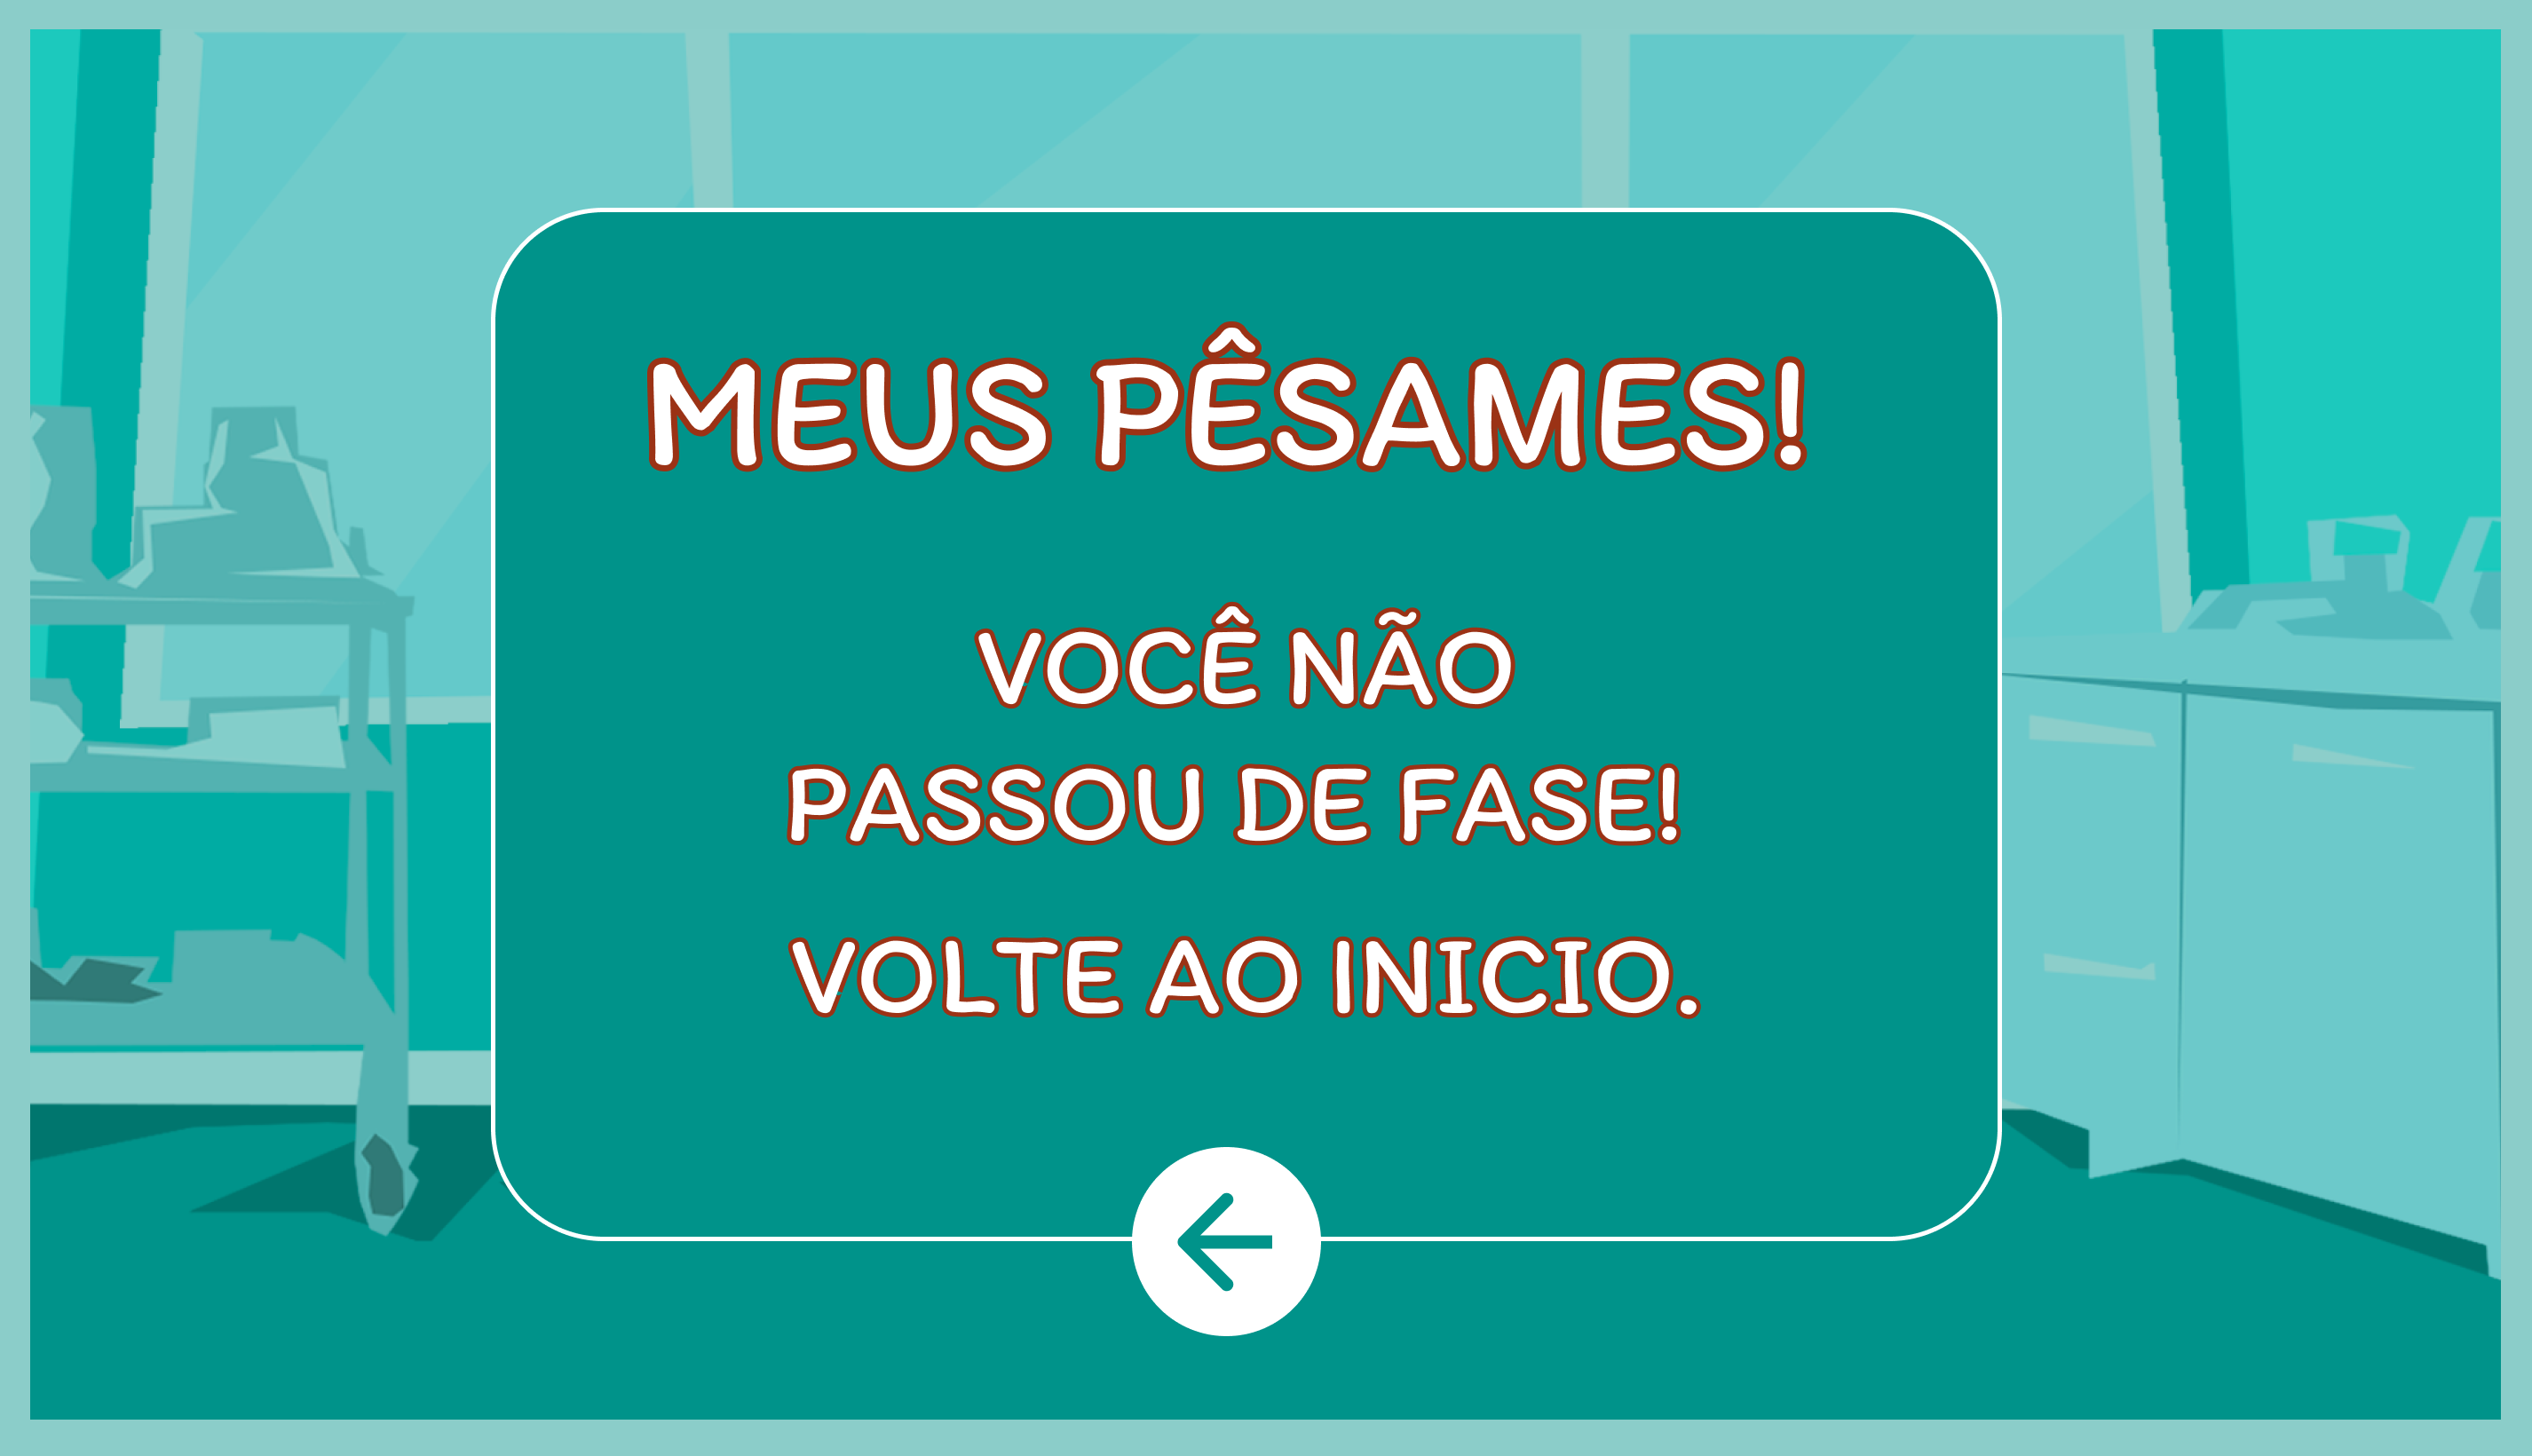 MEUS PÊSAMES!
VOCÊ NÃO
PASSOU DE FASE!
VOLTE AO INICIO.